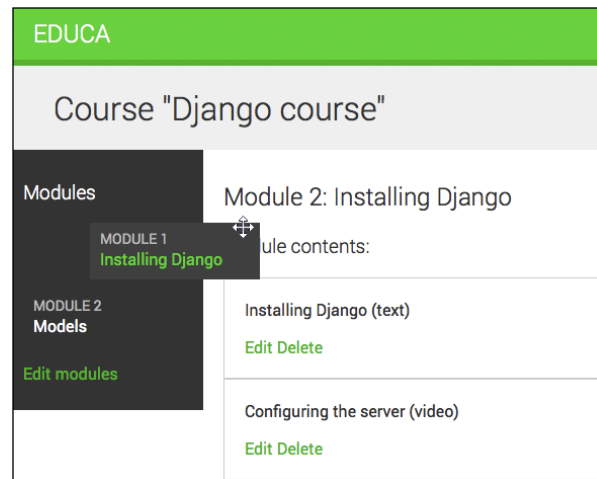 EDUCA
Course "Django course"
Modules
MODULE 1
Installing Django
MODULE 2
Models
Edit modules
Module 2: Installing Django
ule contents:
Installing Django (text)
Edit Delete
Configuring the server (video)
Edit Delete